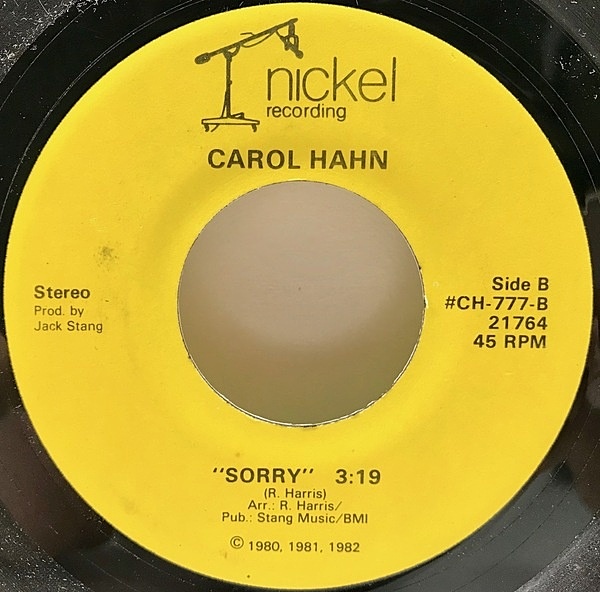 nickel
recording
CAROL HAHN
Stereo
Prod. by
Jack Stang
Side B
#CH-777-B
21764
45 RPM
"SORRY" 3:19
(R. Harris)
Arr.: R. Harris/
Pub.: Stang Music/BMI
© 1980, 1981, 1982